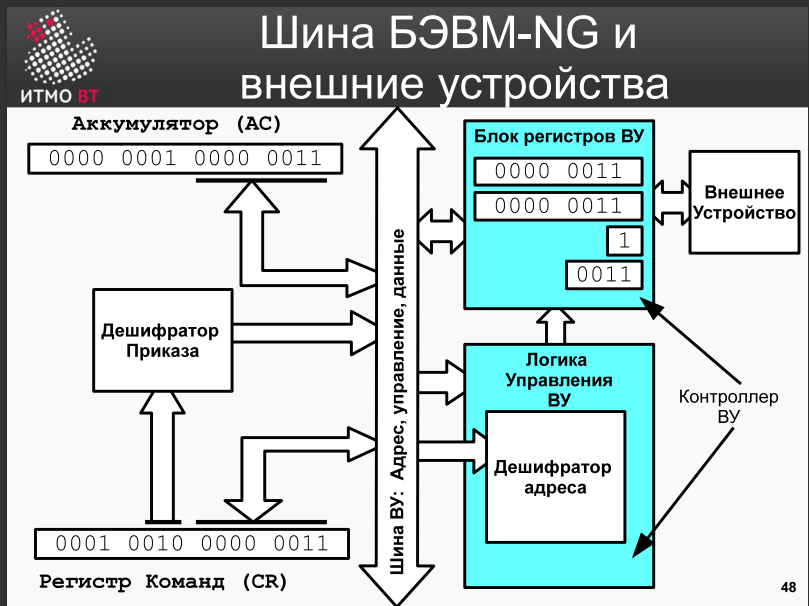 Шина БЭВМ-NG и
внешние устройства
ИТМО ВТ
Аккумулятор (AC)
0000 0001 0000 0011
Блок регистров ВУ
0000 0011
0000 0011
1
0011
Внешнее
Устройство
Дешифратор
Приказа
Шина ВУ: Адрес, управление, данные
Логика
Управления
ВУ
Дешифратор
адреса
Контроллер
ВУ
0001 0010 0000 0011
Регистр Команд (CR)
48